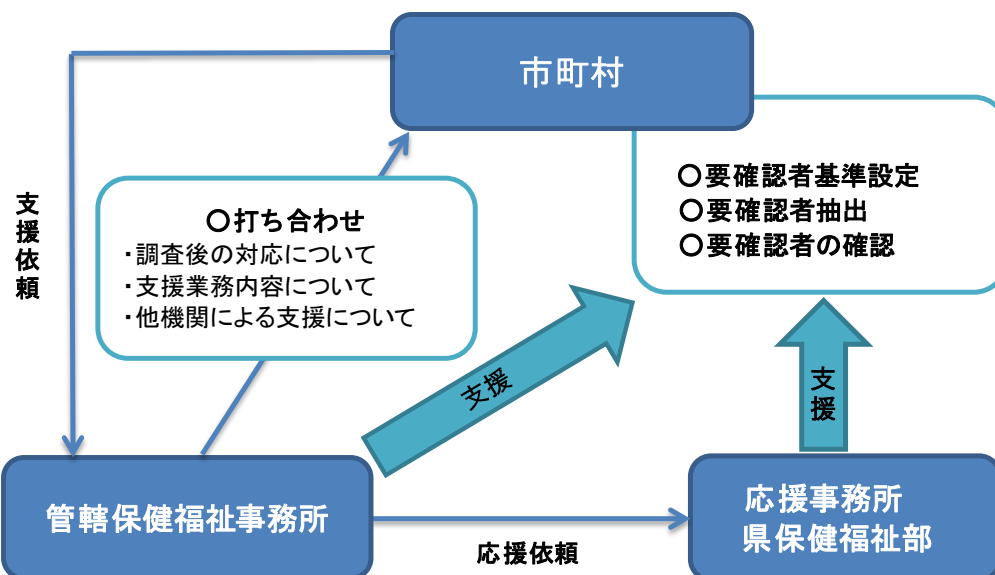 市町村
○要確認者基準設定
○要確認者抽出
○要確認者の確認
支援依頼
○打ち合わせ
・調査後の対応について
・支援業務内容について
・他機関による支援について
支援
支援
管轄保健福祉事務所
応援依頼
応援事務所
県保健福祉部